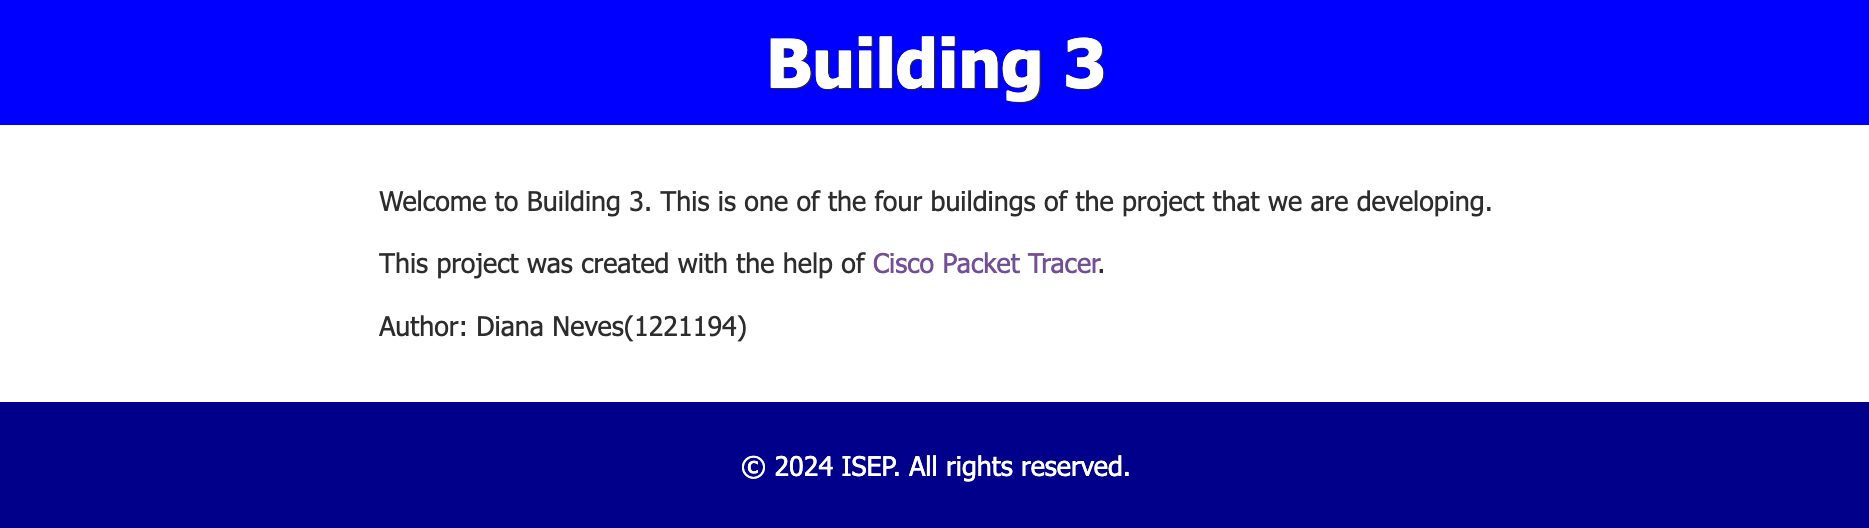 Building 3
Welcome to Building 3. This is one of the four buildings of the project that we are developing.
This project was created with the help of Cisco Packet Tracer.
Author: Diana Neves(1221194)
© 2024 ISEP. All rights reserved.